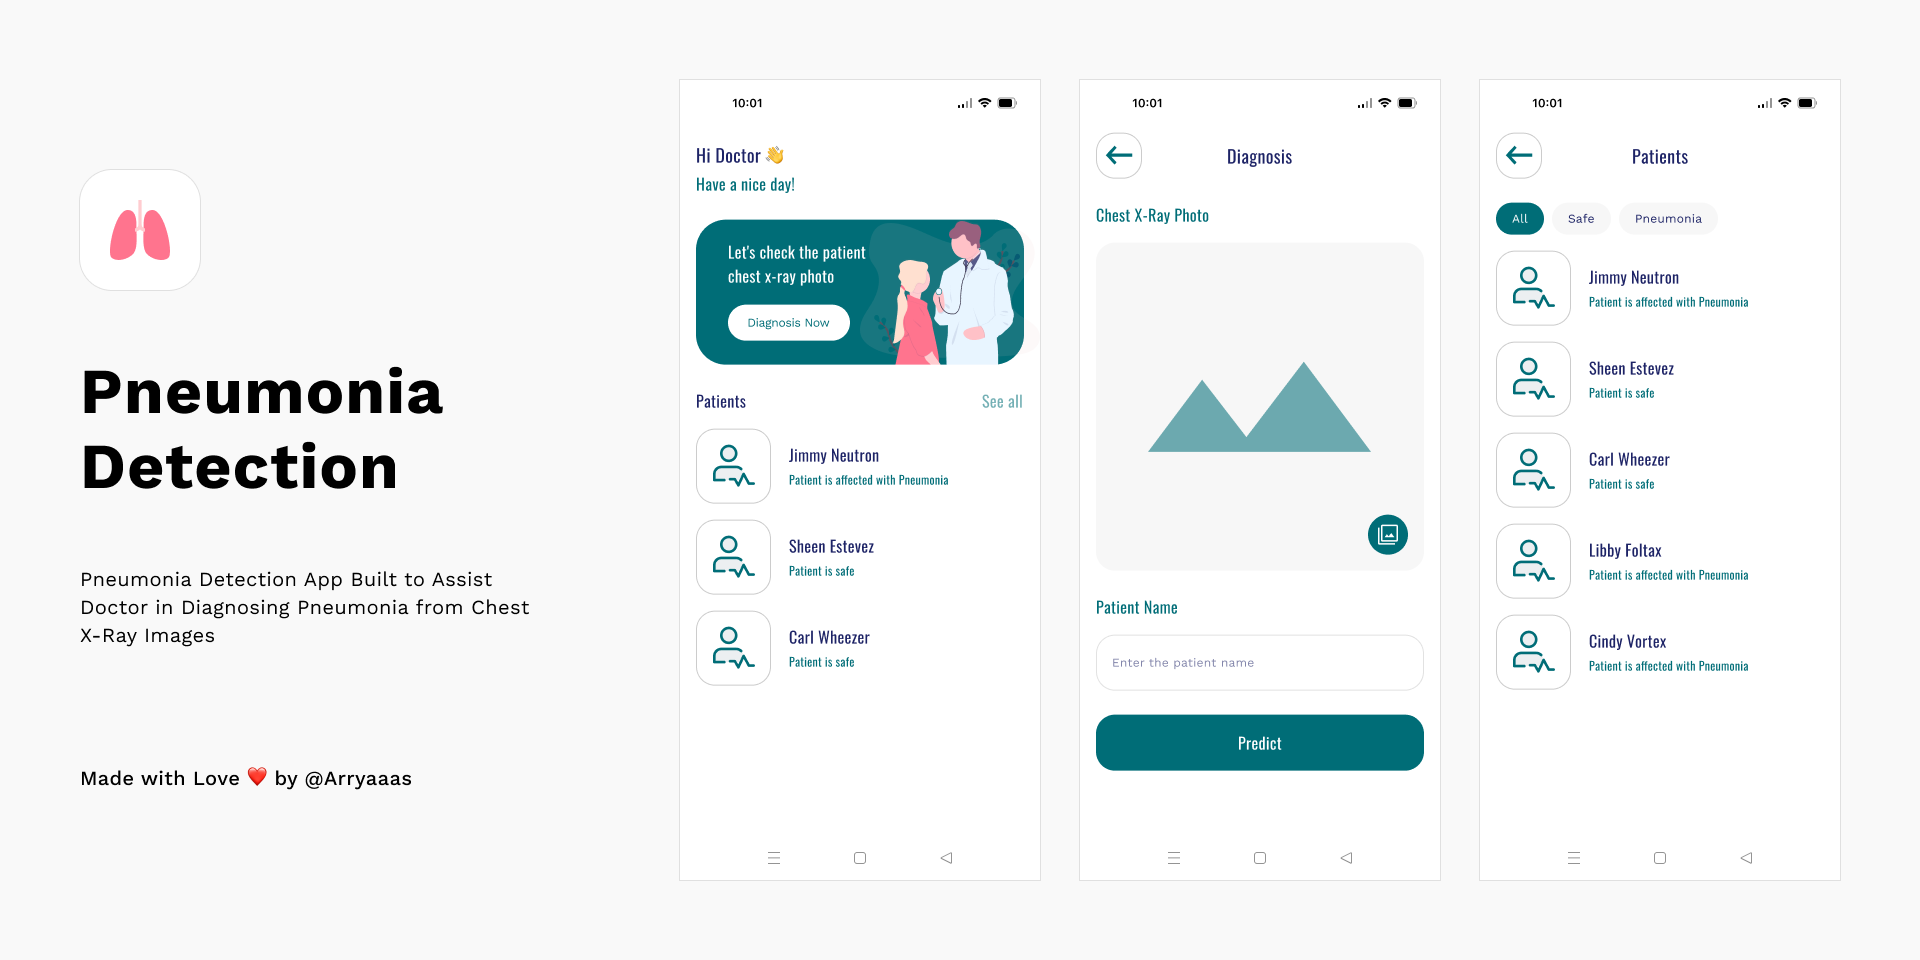 Pneumonia
Detection
Pneumonia Detection App Built to Assist
Doctor in Diagnosing Pneumonia from Chest
X-Ray Images
Made with Love ❤️ by @Arryaaas
10:01
Hi Doctor 👋
Have a nice day!
Let's check the patient
chest x-ray photo
Diagnosis Now
Patients
See all
Jimmy Neutron
Patient is affected with Pneumonia
Sheen Estevez
Patient is safe
Carl Wheezer
Patient is safe
10:01
Diagnosis
Chest X-Ray Photo
Patient Name
Enter the patient name
Predict
10:01
Patients
All
Safe
Pneumonia
Jimmy Neutron
Patient is affected with Pneumonia
Sheen Estevez
Patient is safe
Carl Wheezer
Patient is safe
Libby Foltax
Patient is affected with Pneumonia
Cindy Vortex
Patient is affected with Pneumonia